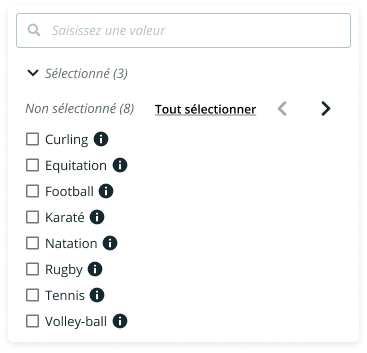 Saisissez une valeur
Sélectionné (3)
Non sélectionné (8) Tout sélectionner
Curling
Equitation
Football
Karaté
Natation
Rugby
Tennis
Volley-ball